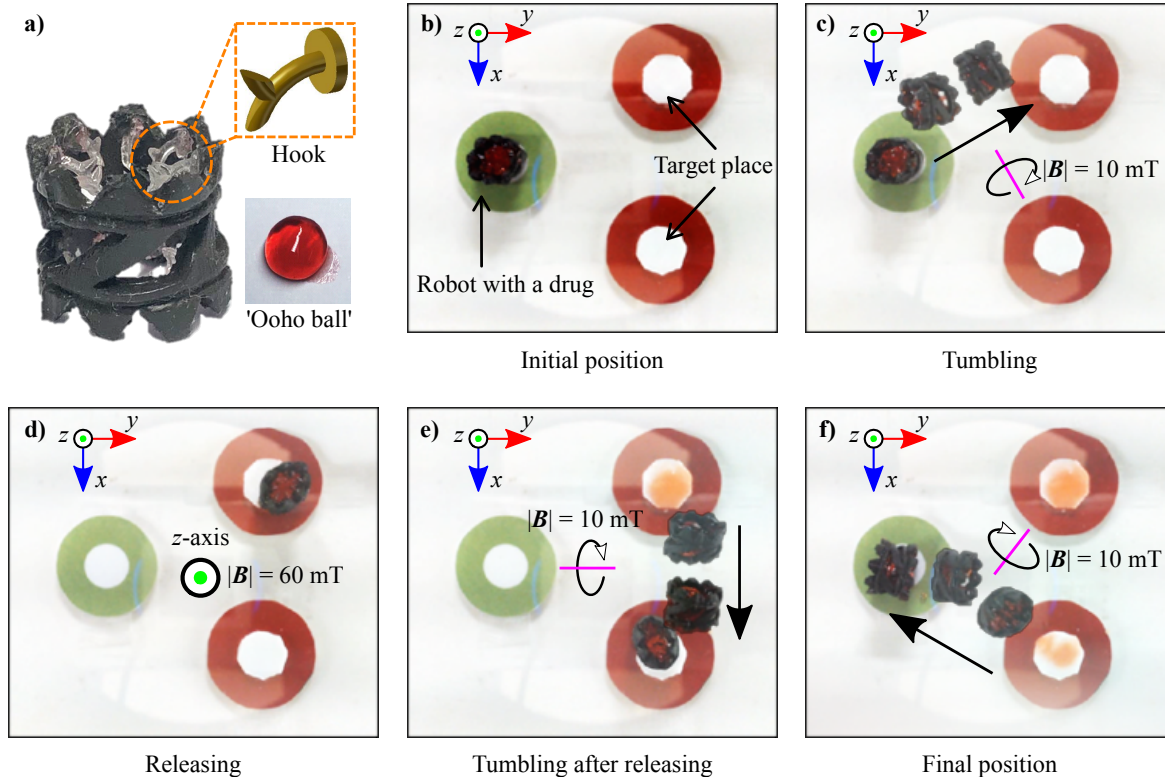 a)
Hook
'Ooho ball'
b)
z
y
x
Target place
Robot with a drug
Initial position
c)
z
y
x
|B| = 10 mT
Tumbling
d)
z
y
x
z-axis
|B| = 60 mT
Releasing
e)
z
y
x
|B| = 10 mT
Tumbling after releasing
f)
z
y
x
|B| = 10 mT
Final position